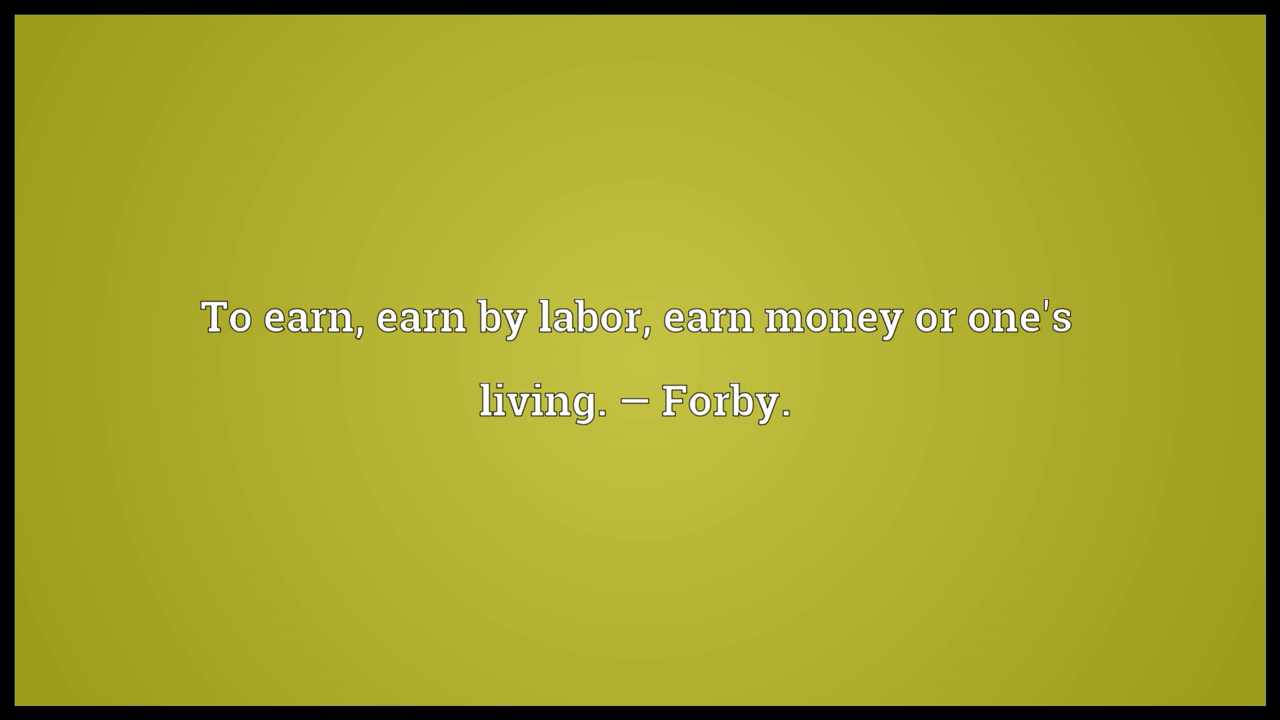 To earn, earn by labor, earn money or one's
living. — Forby.